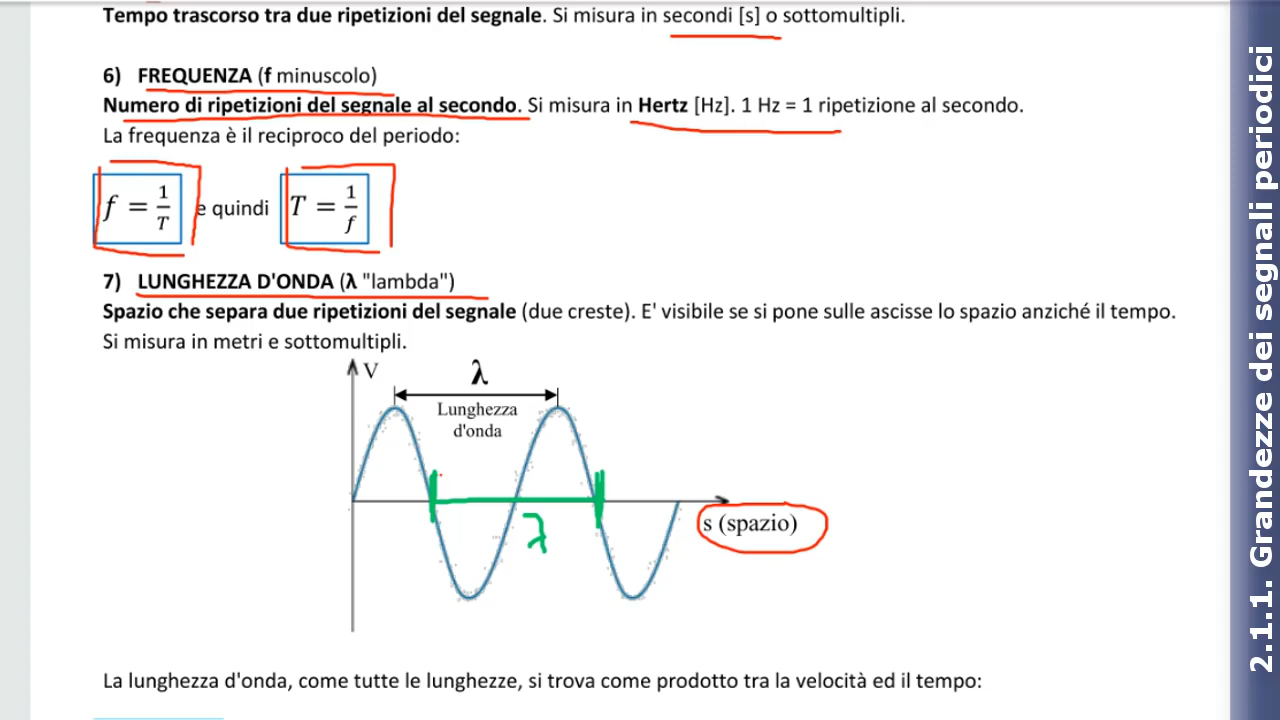 Tempo trascorso tra due ripetizioni del segnale. Si misura in secondi [s] o sottomultipli.
6) FREQUENZA (f minuscolo)
Numero di ripetizioni del segnale al secondo. Si misura in Hertz [Hz]. 1 Hz = 1 ripetizione al secondo.
La frequenza è il reciproco del periodo:
f = 1/T e quindi T = 1/f
7) LUNGHEZZA D'ONDA (λ "lambda")
Spazio che separa due ripetizioni del segnale (due creste). E' visibile se si pone sulle ascisse lo spazio anziché il tempo.
Si misura in metri e sottomultipli.
V
λ
Lunghezza
d'onda
λ
s (spazio)
La lunghezza d'onda, come tutte le lunghezze, si trova come prodotto tra la velocità ed il tempo:
2.1.1. Grandezze dei segnali periodici